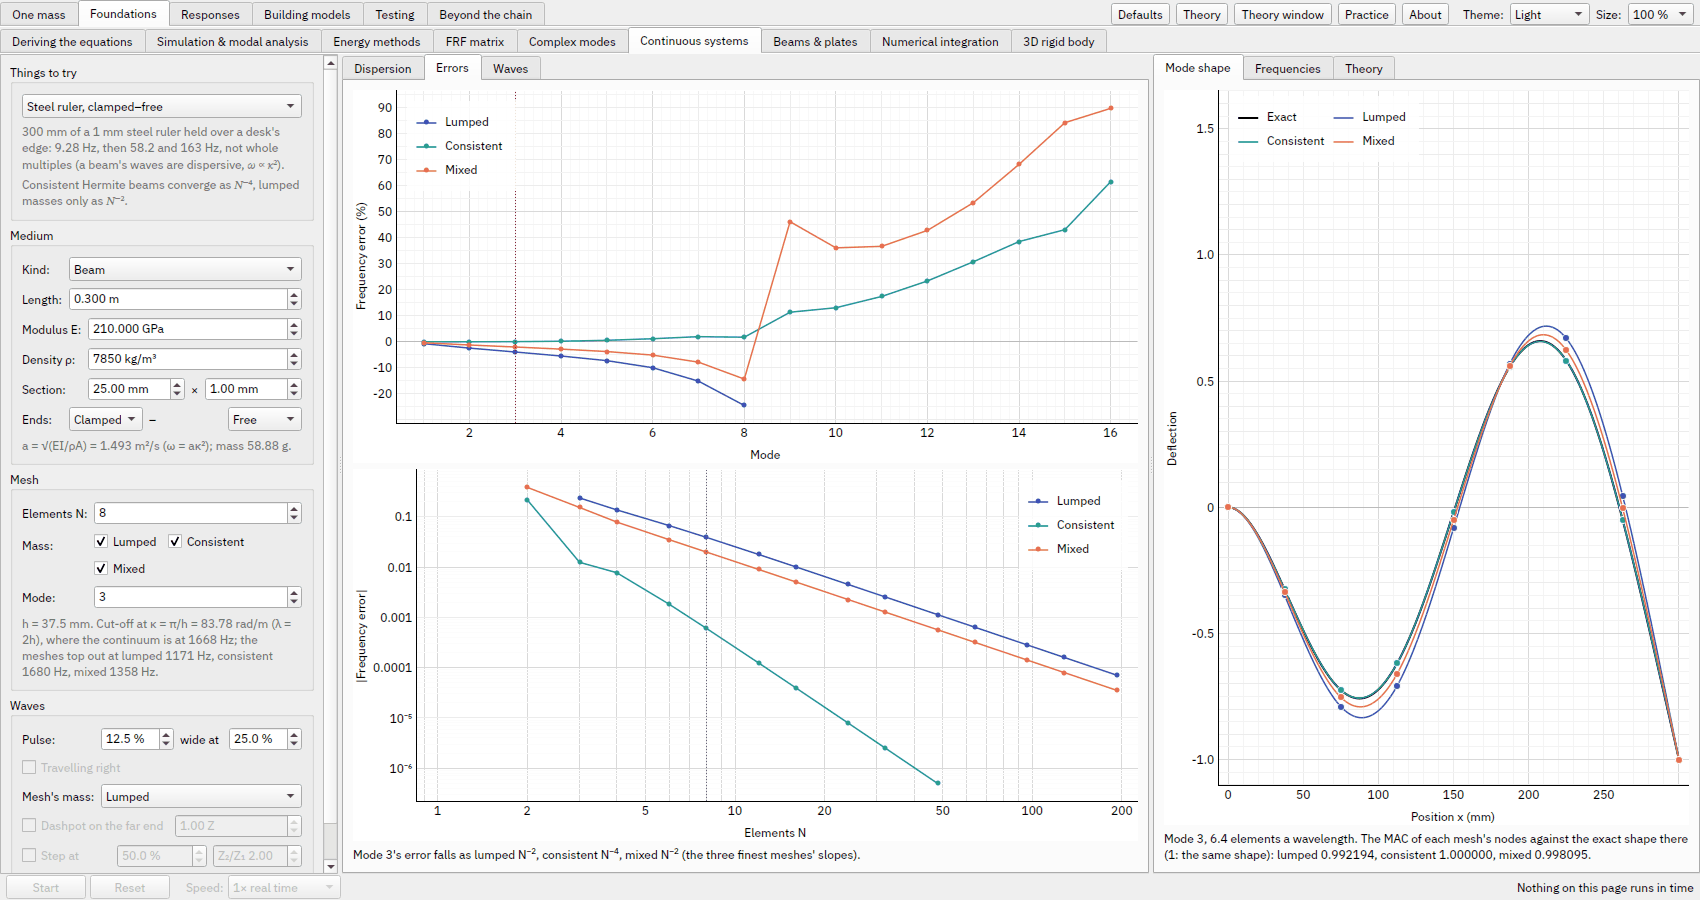 One mass
Foundations
Responses
Building models
Testing
Beyond the chain
Defaults
Theory
Theory window
Practice
About
Theme:
Light
Size:
100 %
Deriving the equations
Simulation & modal analysis
Energy methods
FRF matrix
Complex modes
Continuous systems
Beams & plates
Numerical integration
3D rigid body
Things to try
Steel ruler, clamped–free
300 mm of a 1 mm steel ruler held over a desk's
edge: 9.28 Hz, then 58.2 and 163 Hz, not whole
multiples (a beam's waves are dispersive, ω ∝ κ²).
Consistent Hermite beams converge as N⁻⁴, lumped
masses only as N⁻².
Medium
Kind:
Beam
Length:
0.300 m
Modulus E:
210.000 GPa
Density ρ:
7850 kg/m³
Section:
25.00 mm
×
1.00 mm
Ends:
Clamped
–
Free
a = √(EI/ρA) = 1.493 m²/s (ω = aκ²); mass 58.88 g.
Mesh
Elements N:
8
Mass:
Lumped
Consistent
Mixed
Mode:
3
h = 37.5 mm. Cut-off at κ = π/h = 83.78 rad/m (λ =
2h), where the continuum is at 1668 Hz; the
meshes top out at lumped 1171 Hz, consistent
1680 Hz, mixed 1358 Hz.
Waves
Pulse:
12.5 %
wide at
25.0 %
Travelling right
Mesh's mass:
Lumped
Dashpot on the far end
1.00 Z
Step at
50.0 %
Z₂/Z₁ 2.00
Start
Reset
Speed:
1× real time
Dispersion
Errors
Waves
Frequency error (%)
90
80
70
60
50
40
30
20
10
0
-10
-20
Lumped
Consistent
Mixed
2
4
6
8
10
12
14
16
Mode
|Frequency error|
0.1
0.01
0.001
0.0001
10⁻⁵
10⁻⁶
Lumped
Consistent
Mixed
1
2
5
10
20
50
100
200
Elements N
Mode 3's error falls as lumped N⁻², consistent N⁻⁴, mixed N⁻² (the three finest meshes' slopes).
Mode shape
Frequencies
Theory
Exact
Lumped
Consistent
Mixed
Deflection
1.5
1.0
0.5
0
-0.5
-1.0
0
50
100
150
200
250
Position x (mm)
Mode 3, 6.4 elements a wavelength. The MAC of each mesh's nodes against the exact shape there
(1: the same shape): lumped 0.992194, consistent 1.000000, mixed 0.998095.
Nothing on this page runs in time